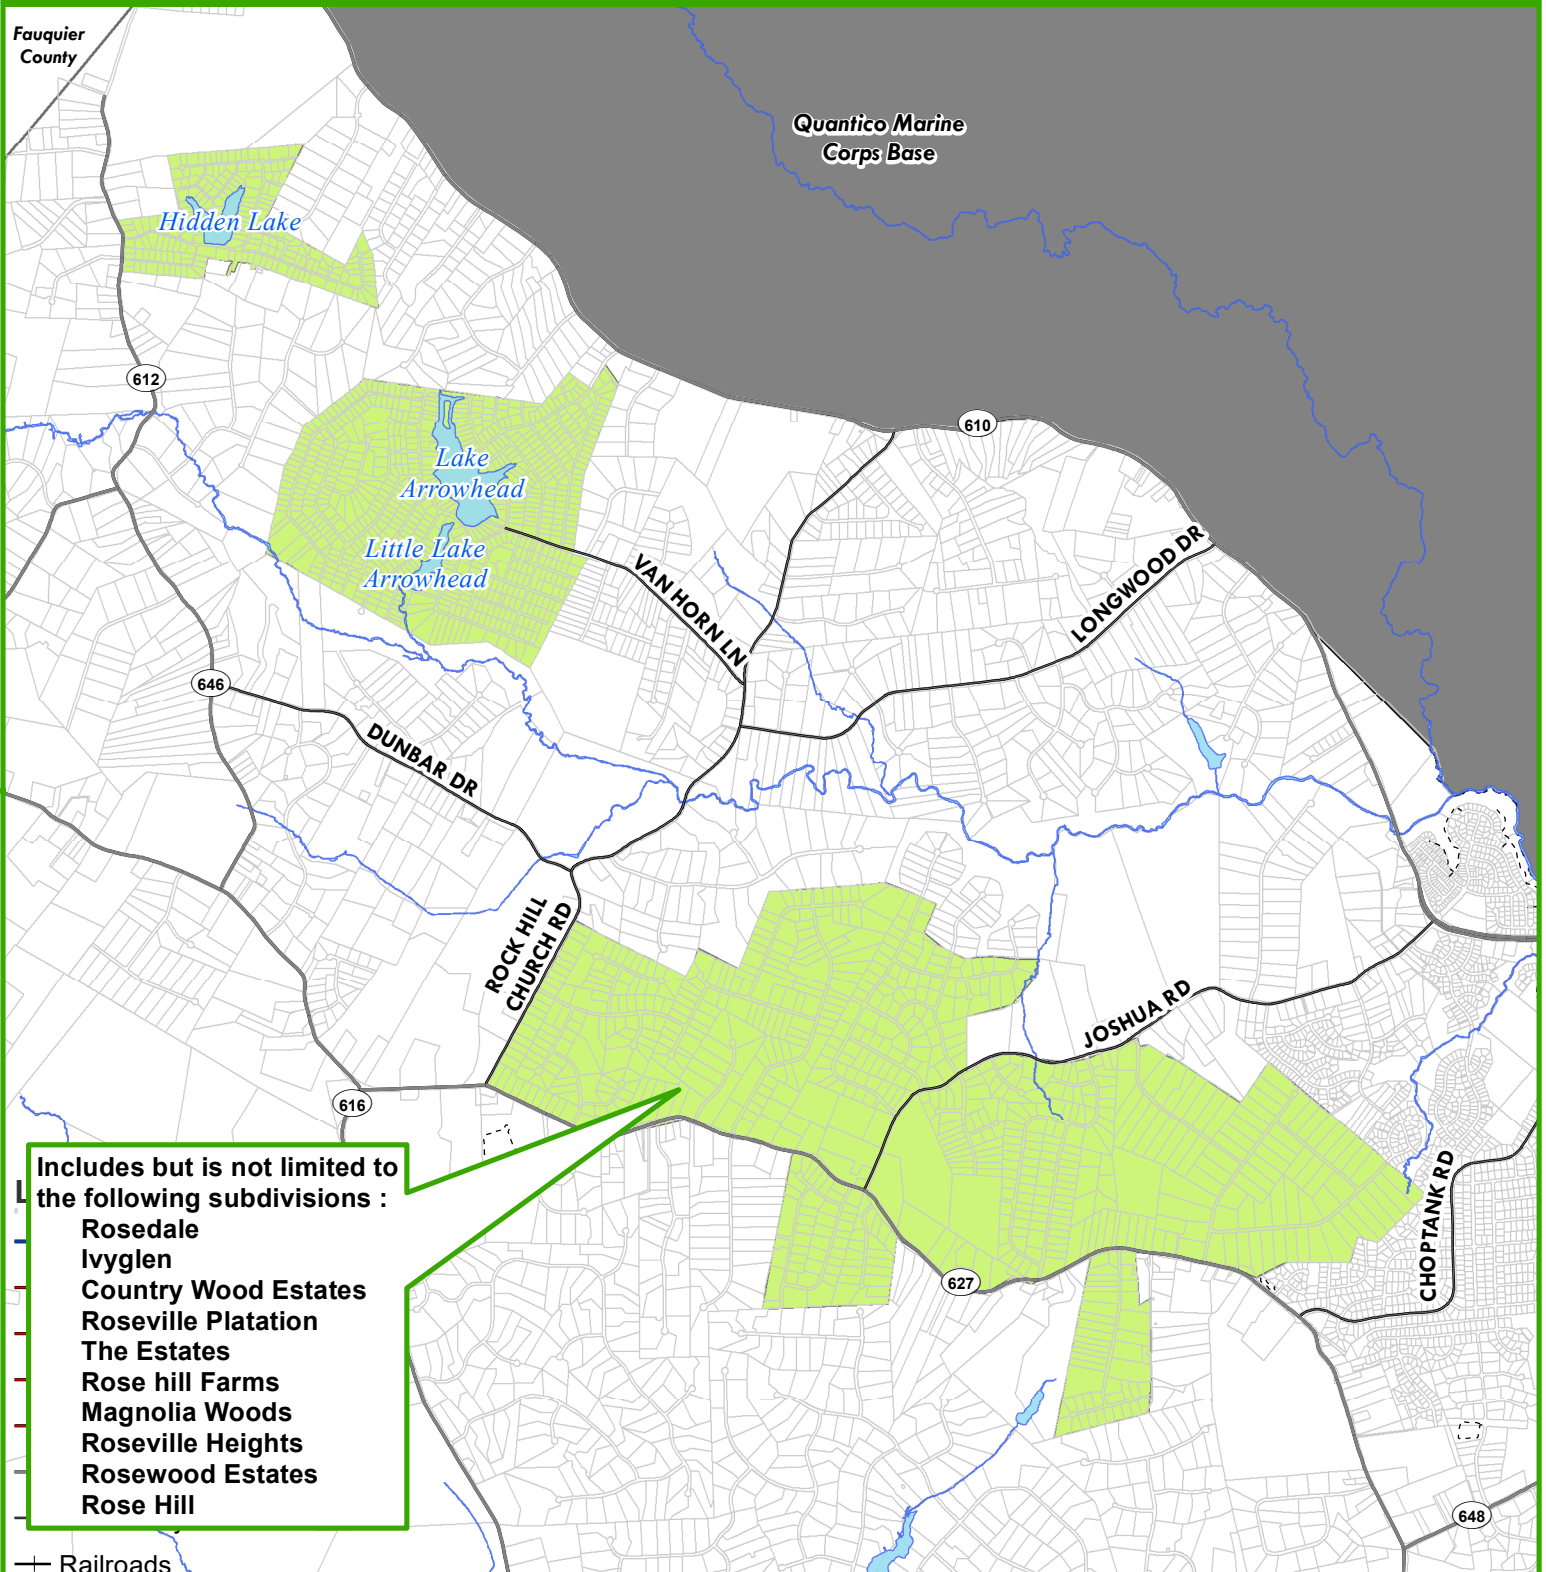 Fauquier
County
Quantico Marine
Corps Base
Hidden Lake
612
610
Lake
Arrowhead
Little Lake
Arrowhead
VAN HORN LN
LONGWOOD DR
646
DUNBAR DR
ROCK HILL
CHURCH RD
JOSHUA RD
616
CHOPTANK RD
627
648
Includes but is not limited to
the following subdivisions :
Rosedale
Ivyglen
Country Wood Estates
Roseville Platation
The Estates
Rose hill Farms
Magnolia Woods
Roseville Heights
Rosewood Estates
Rose Hill
Railroads